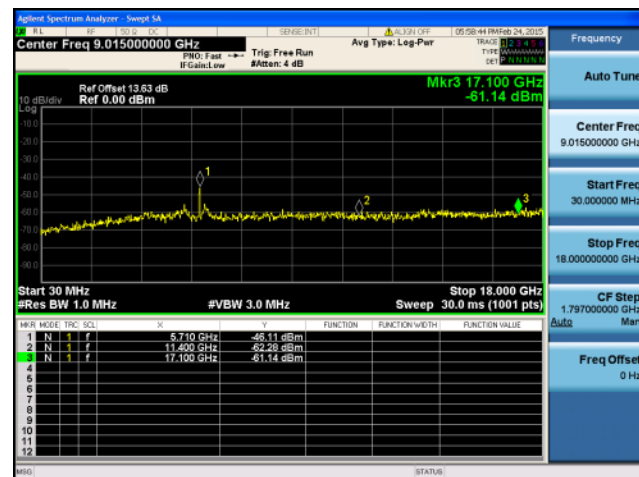 Agilent Spectrum Analyzer - Swept SA
RL RF 50 Ω DC SENSE:INT ALIGN OFF 05:58:44 PM Feb 24, 2015
Center Freq 9.015000000 GHz
PNO: Fast
IFGain:Low
Trig: Free Run
#Atten: 4 dB
Avg Type: Log-Pwr
TRACE 1 2 3 4 5 6
TYPE
DET P N N N N N
Mkr3 17.100 GHz
-61.14 dBm
Ref Offset 13.63 dB
10 dB/div Ref 0.00 dBm
Log
-10.0
-20.0
-30.0
-40.0
-50.0
-60.0
-70.0
-80.0
-90.0
1
2
3
Start 30 MHz Stop 18.000 GHz
#Res BW 1.0 MHz #VBW 3.0 MHz Sweep 30.0 ms (1001 pts)
MKR MODE TRC SCL X Y FUNCTION FUNCTION WIDTH FUNCTION VALUE
1 N 1 f 5.710 GHz -46.11 dBm
2 N 1 f 11.400 GHz -62.28 dBm
3 N 1 f 17.100 GHz -61.14 dBm
4
5
6
7
8
9
10
11
12
MSG STATUS
Frequency
Auto Tune
Center Freq
9.015000000 GHz
Start Freq
30.000000 MHz
Stop Freq
18.000000000 GHz
CF Step
1.797000000 GHz
Auto Man
Freq Offset
0 Hz